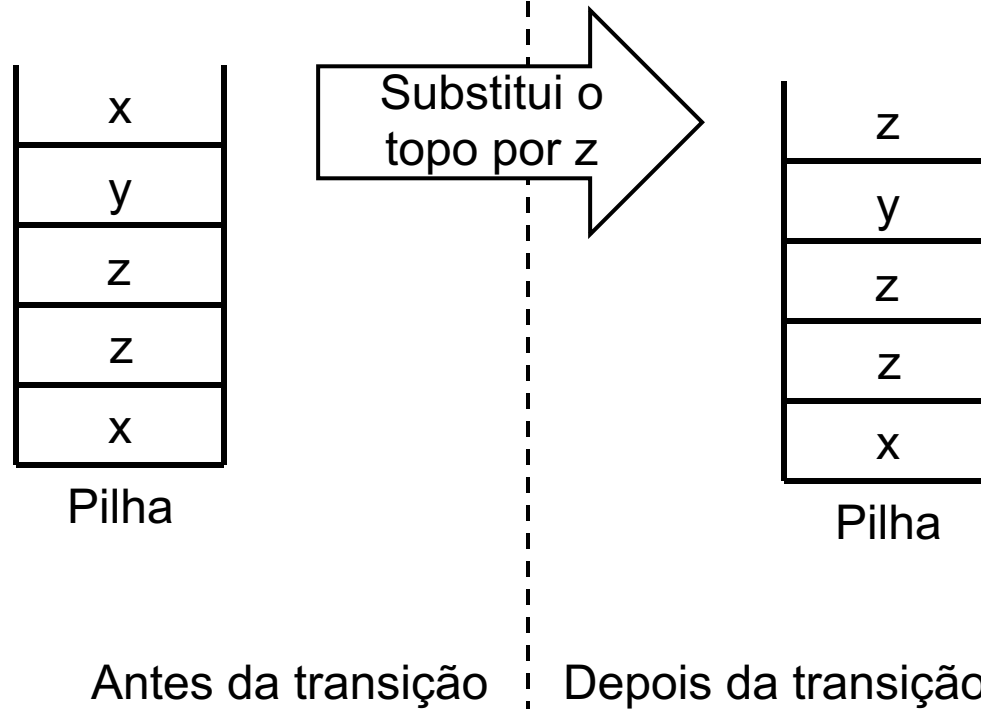 x
y
z
z
x
Pilha
Substitui o
topo por z
z
y
z
z
x
Pilha
Antes da transição
Depois da transição